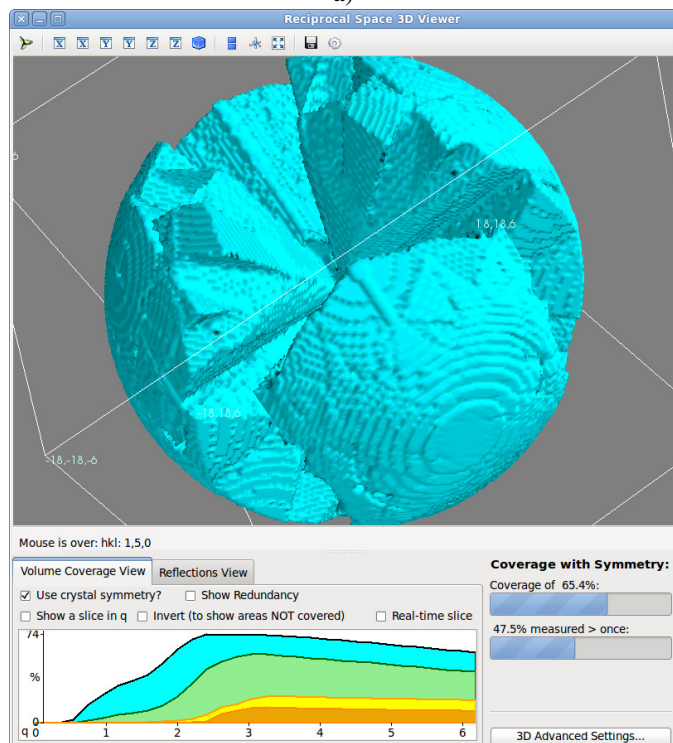 a)
Reciprocal Space 3D Viewer
X X Y Y Z Z
6
18,18,6
-18,18,6
-18,-18,-6
Mouse is over: hkl: 1,5,0
Volume Coverage View Reflections View
Use crystal symmetry? Show Redundancy
Show a slice in q Invert (to show areas NOT covered) Real-time slice
74
%
0
q 0 1 2 3 4 5 6
Coverage with Symmetry:
Coverage of 65.4%:
47.5% measured > once:
3D Advanced Settings...